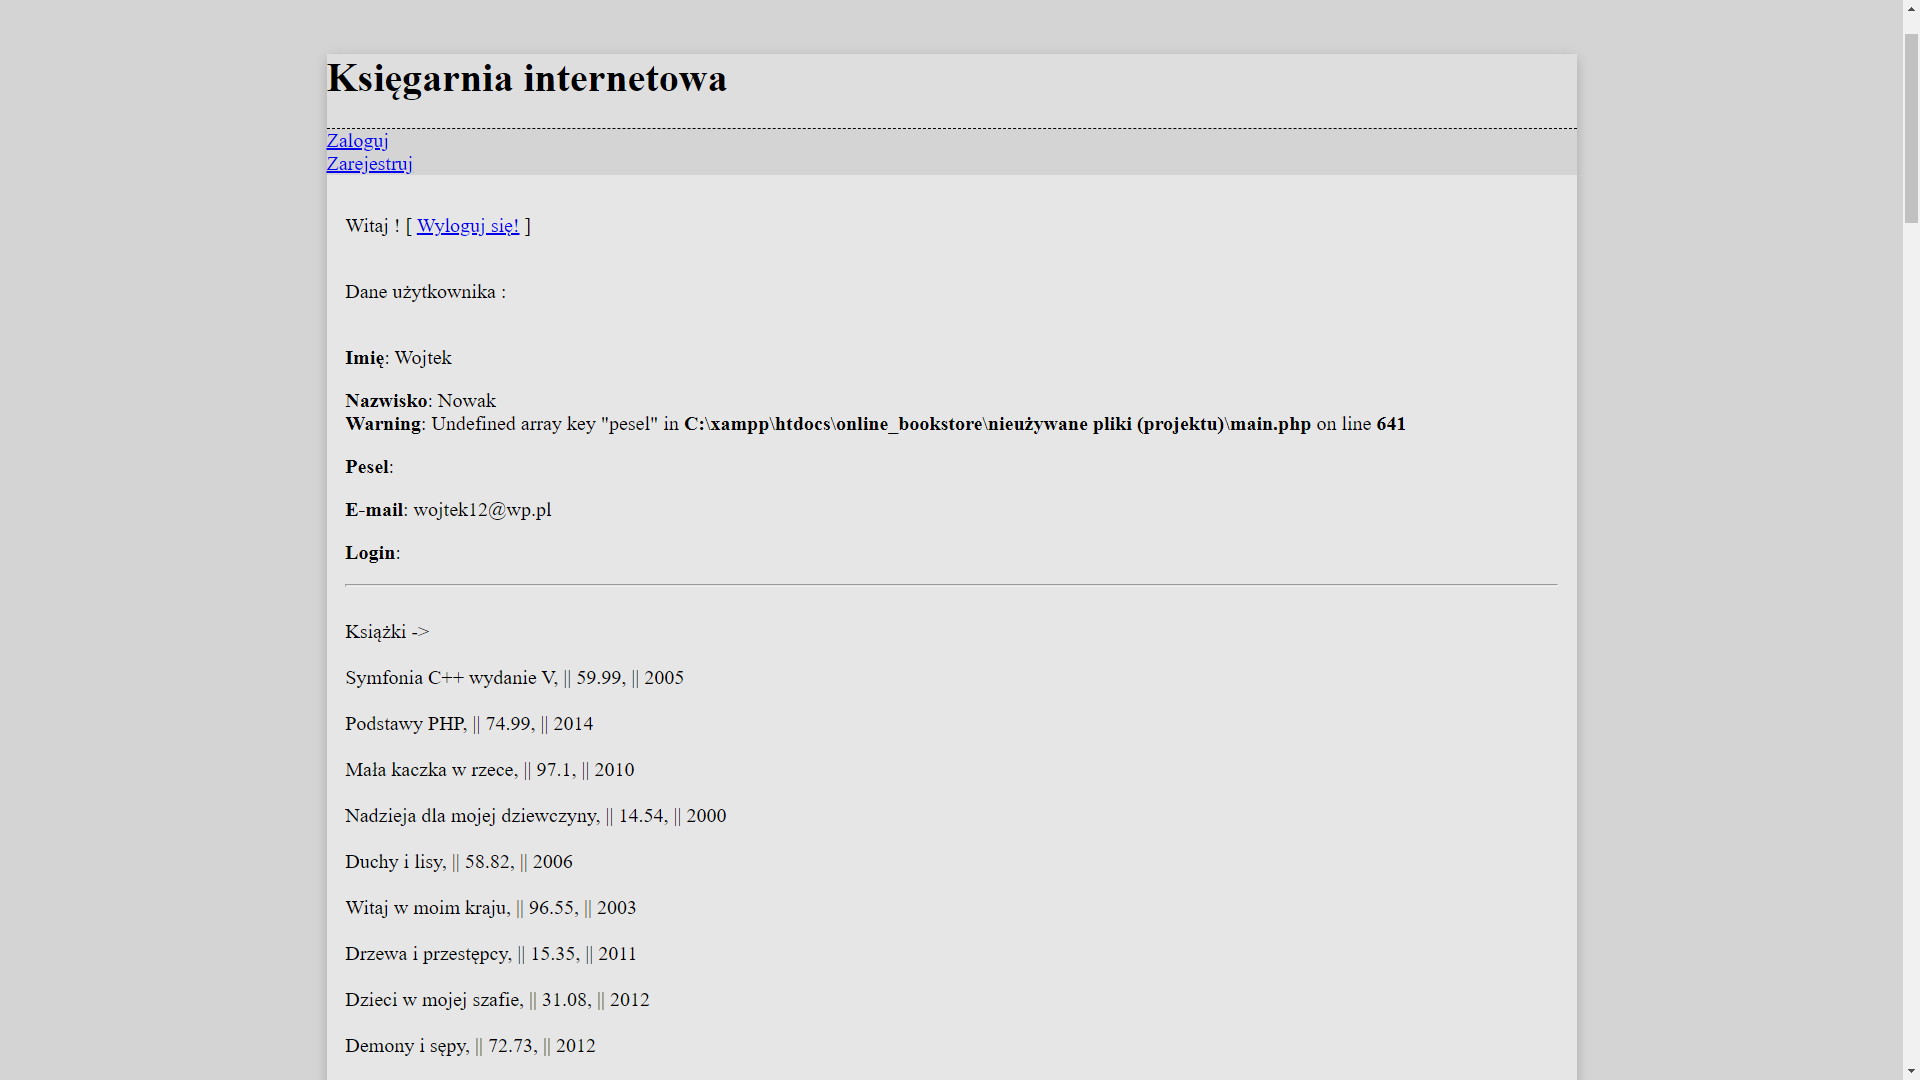 Księgarnia internetowa
Zaloguj
Zarejestruj
Witaj ! [ Wyloguj się! ]
Dane użytkownika :
Imię: Wojtek
Nazwisko: Nowak
Warning: Undefined array key "pesel" in C:\xampp\htdocs\online_bookstore\nieużywane pliki (projektu)\main.php on line 641
Pesel:
E-mail: wojtek12@wp.pl
Login:
Książki ->
Symfonia C++ wydanie V, || 59.99, || 2005
Podstawy PHP, || 74.99, || 2014
Mała kaczka w rzece, || 97.1, || 2010
Nadzieja dla mojej dziewczyny, || 14.54, || 2000
Duchy i lisy, || 58.82, || 2006
Witaj w moim kraju, || 96.55, || 2003
Drzewa i przestępcy, || 15.35, || 2011
Dzieci w mojej szafie, || 31.08, || 2012
Demony i sępy, || 72.73, || 2012